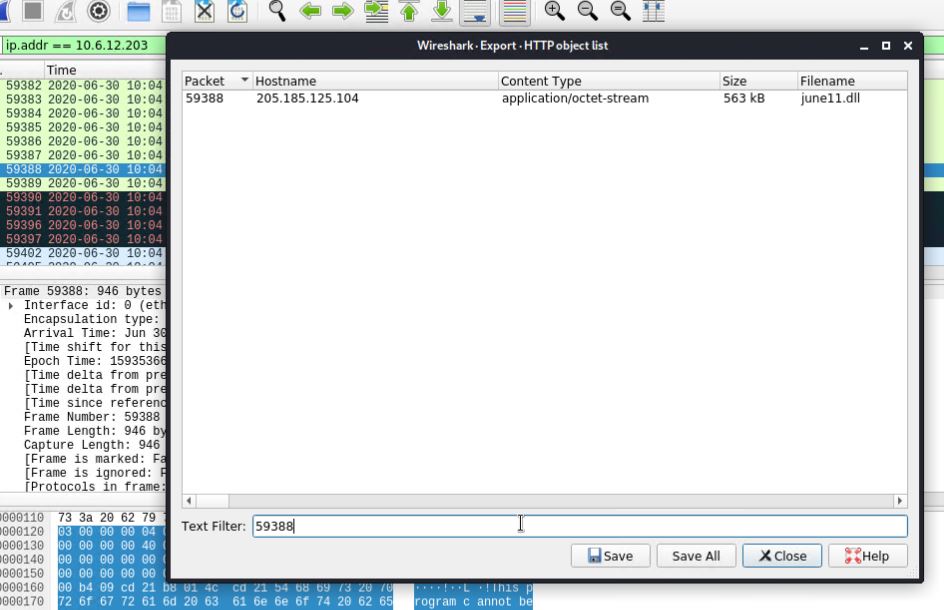 Wireshark · Export · HTTP object list
ip.addr == 10.6.12.203
Time
59382 2020-06-30 10:04
59383 2020-06-30 10:04
59384 2020-06-30 10:04
59385 2020-06-30 10:04
59386 2020-06-30 10:04
59387 2020-06-30 10:04
59388 2020-06-30 10:04
59389 2020-06-30 10:04
59390 2020-06-30 10:04
59391 2020-06-30 10:04
59396 2020-06-30 10:04
59397 2020-06-30 10:04
59402 2020-06-30 10:04
Packet Hostname Content Type Size Filename
59388 205.185.125.104 application/octet-stream 563 kB june11.dll
Frame 59388: 946 bytes
Interface id: 0 (eth
Encapsulation type:
Arrival Time: Jun 30
[Time shift for this
Epoch Time: 15935366
[Time delta from pre
[Time delta from pre
[Time since referenc
Frame Number: 59388
Frame Length: 946 by
Capture Length: 946
[Frame is marked: Fa
[Frame is ignored: F
[Protocols in frame:
Text Filter: 59388
Save Save All Close Help
0000110 73 3a 20 62 79 7
0000120 03 00 00 00 04 0
0000130 00 00 00 00 40 0
0000140 00 00 00 00 00 0
0000150 00 00 00 00 00 0
0000160 00 b4 09 cd 21 b8 01 4c cd 21 54 68 69 73 20 70 ····!··L ·!This p
0000170 72 6f 67 72 61 6d 20 63 61 6e 6e 6f 74 20 62 65 rogram c annot be